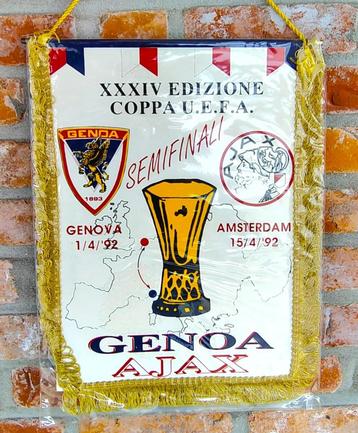 XXXIV EDIZIONE
COPPA U.E.F.A.
SEMIFINALI
GENOA
1893
AJAX
GENOVA
1/4/'92
AMSTERDAM
15/4/'92
GENOA
AJAX